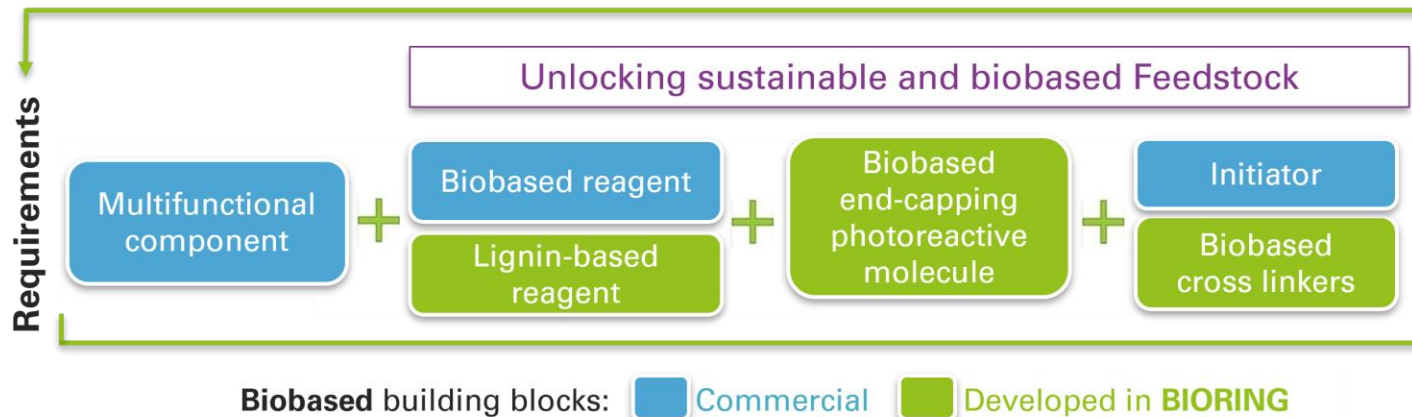 Unlocking sustainable and biobased Feedstock
Requirements
Multifunctional
component
+
Biobased reagent
Lignin-based
reagent
+
Biobased
end-capping
photoreactive
molecule
+
Initiator
Biobased
cross linkers
Biobased building blocks: Commercial Developed in BIORING